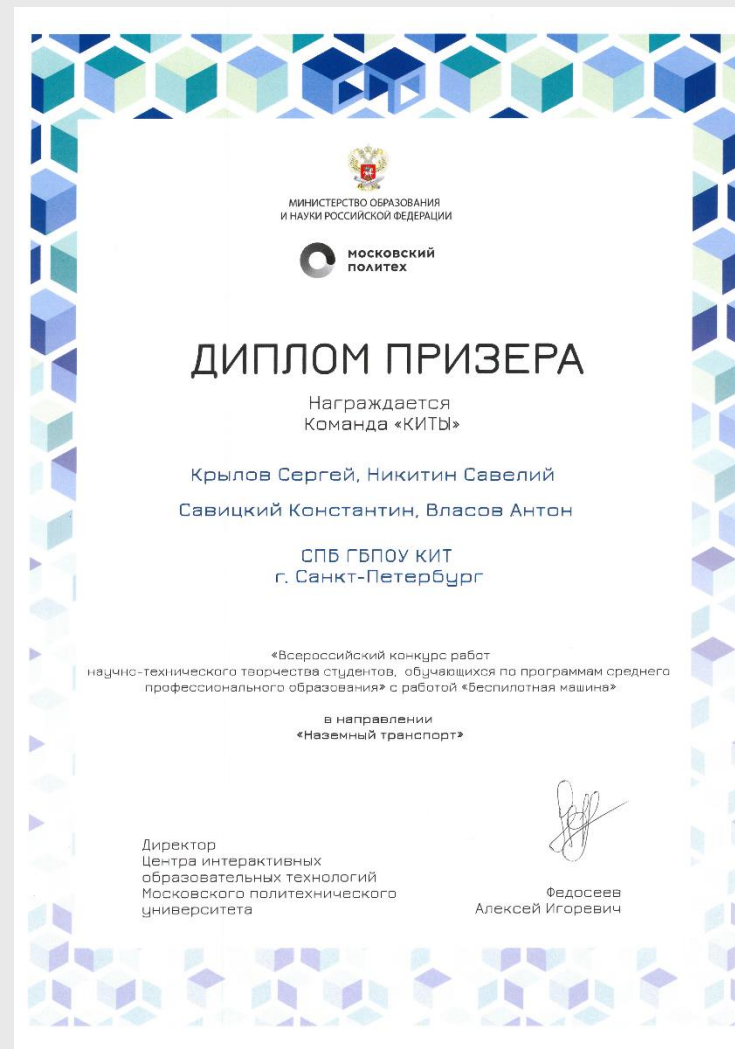 МИНИСТЕРСТВО ОБРАЗОВАНИЯ
И НАУКИ РОССИЙСКОЙ ФЕДЕРАЦИИ
московский
политех
ДИПЛОМ ПРИЗЕРА
Награждается
Команда «КИТЫ»
Крылов Сергей, Никитин Савелий
Савицкий Константин, Власов Антон
СПБ ГБПОУ КИТ
г. Санкт-Петербург
«Всероссийский конкурс работ
научно-технического творчества студентов, обучающихся по программам среднего
профессионального образования» с работой «Беспилотная машина»
в направлении
«Наземный транспорт»
Директор
Центра интерактивных
образовательных технологий
Московского политехнического
университета
Федосеев
Алексей Игоревич